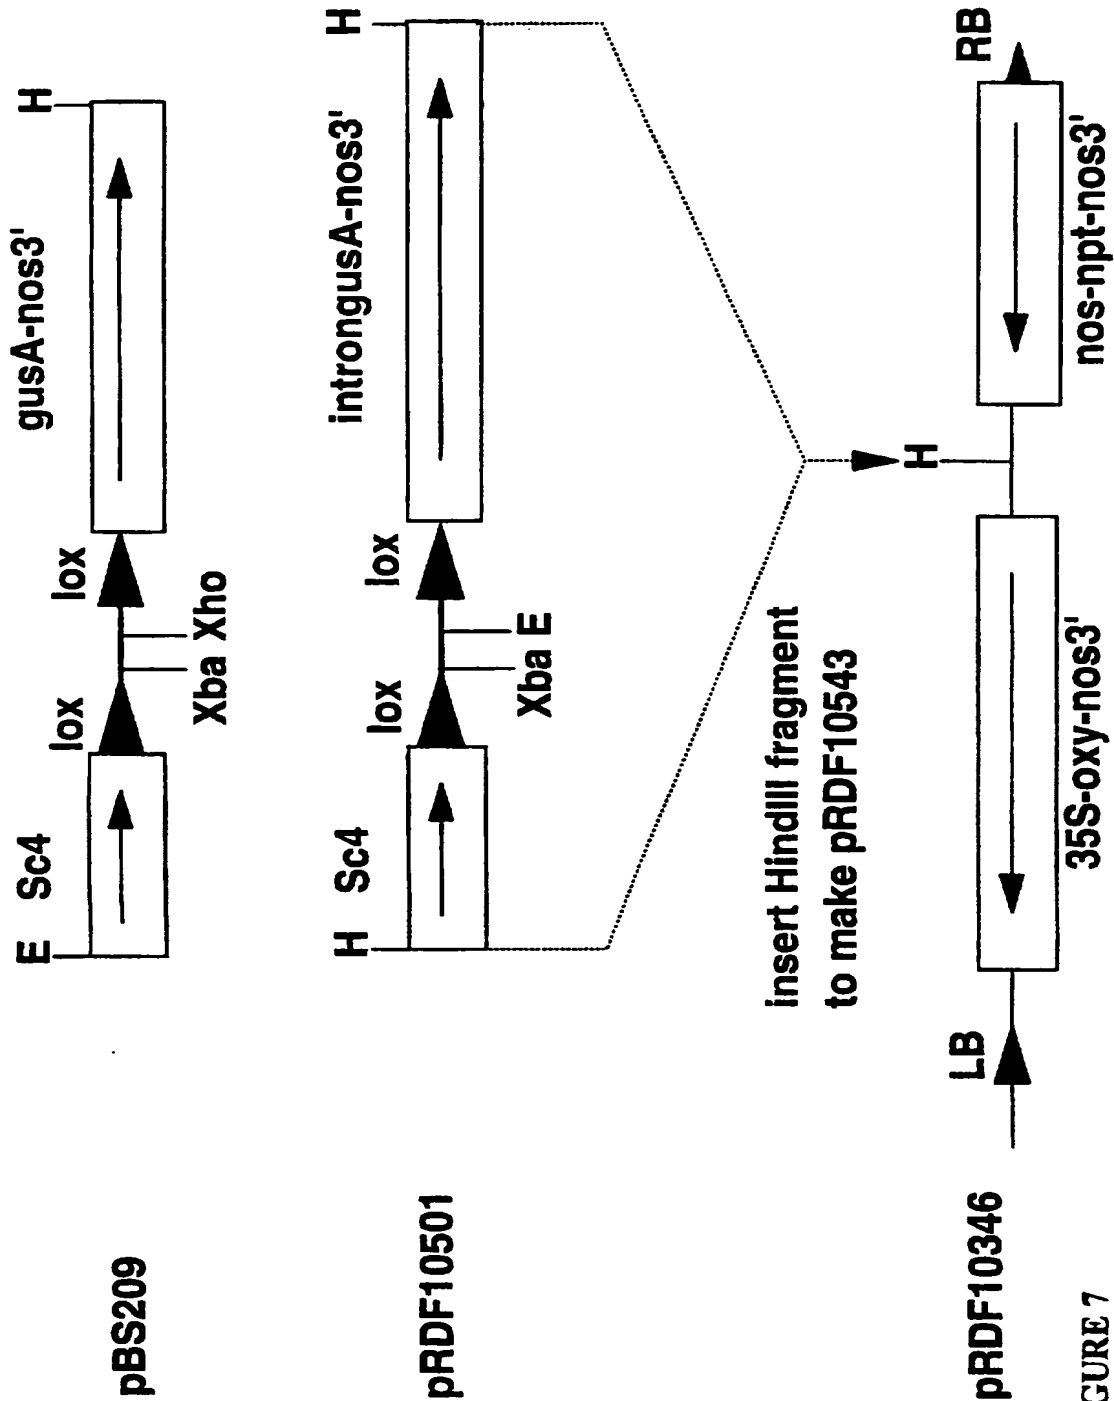 pBS209
E Sc4 lox Xba Xho lox gusA-nos3' H
pRDF10501
H Sc4 lox Xba E lox introngusA-nos3' H
insert HindIII fragment
to make pRDF10543
pRDF10346
LB 35S-oxy-nos3' H nos-npt-nos3' RB
GURE 7